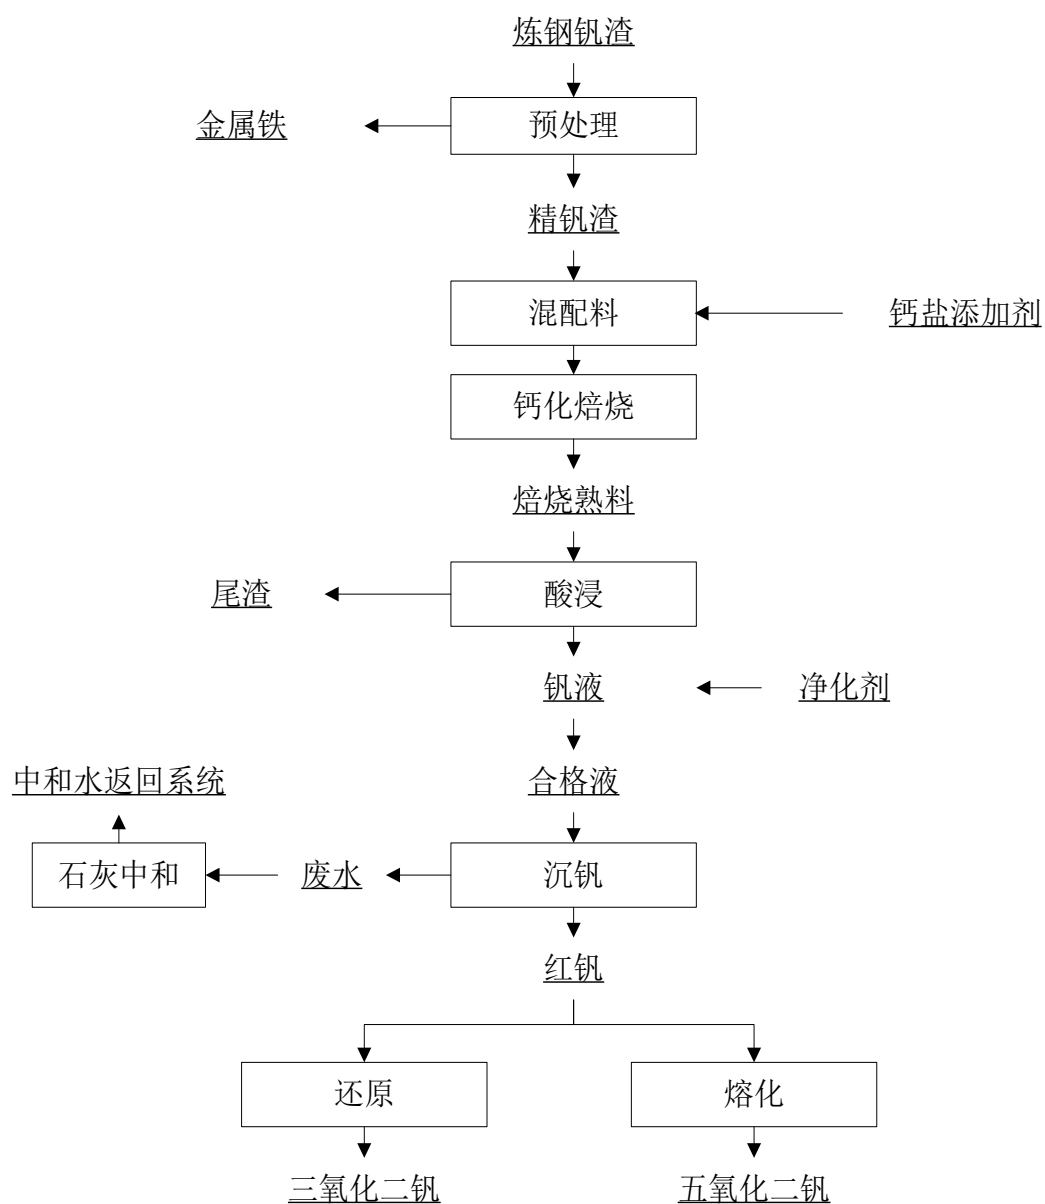 炼钢钒渣
金属铁
预处理
精钒渣
混配料
钙盐添加剂
钙化焙烧
焙烧熟料
尾渣
酸浸
钒液
净化剂
中和水返回系统
合格液
石灰中和
废水
沉钒
红钒
还原
熔化
三氧化二钒
五氧化二钒